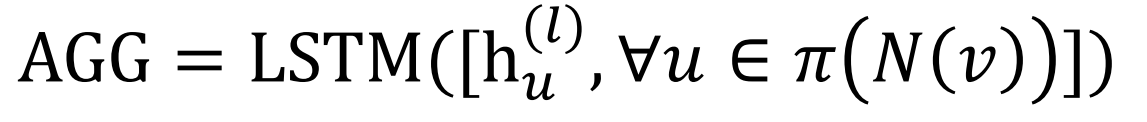 AGG = LSTM([h_u^{(l)}, ∀u ∈ π(N(v))])